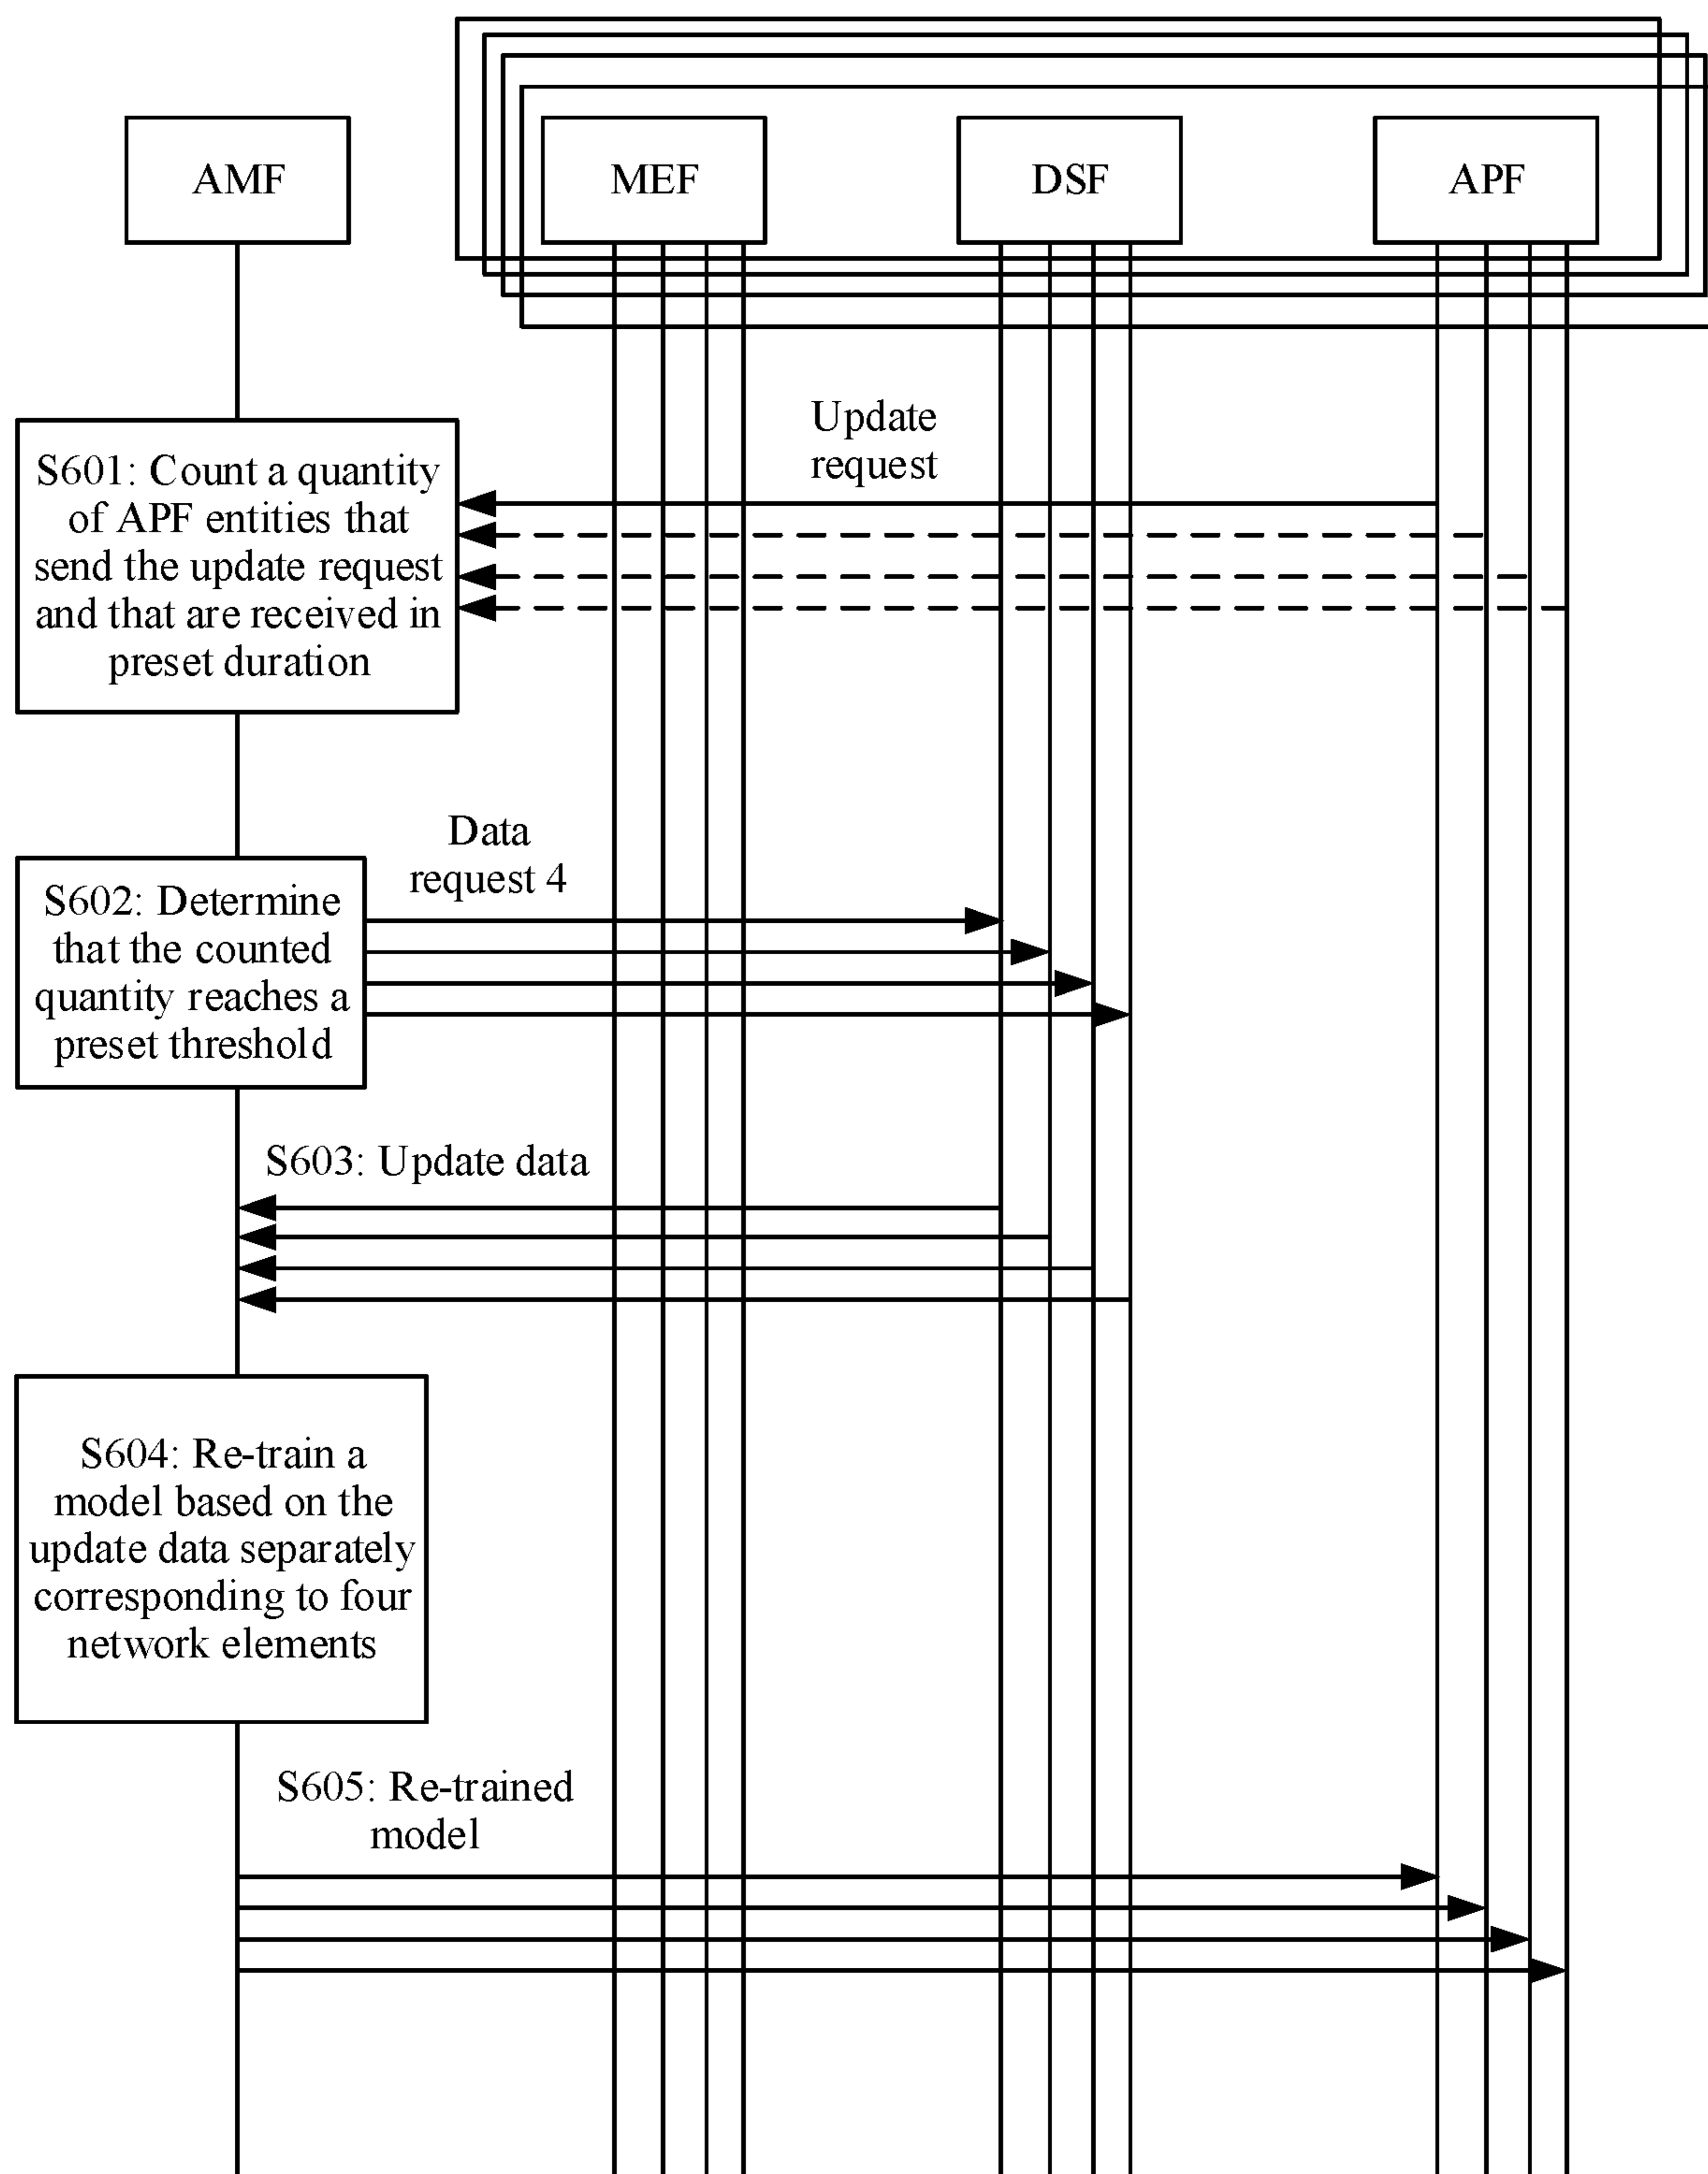 AMF
MEF
DSF
APF
Update
request
S601: Count a quantity
of APF entities that
send the update request
and that are received in
preset duration
Data
request 4
S602: Determine
that the counted
quantity reaches a
preset threshold
S603: Update data
S604: Re-train a
model based on the
update data separately
corresponding to four
network elements
S605: Re-trained
model